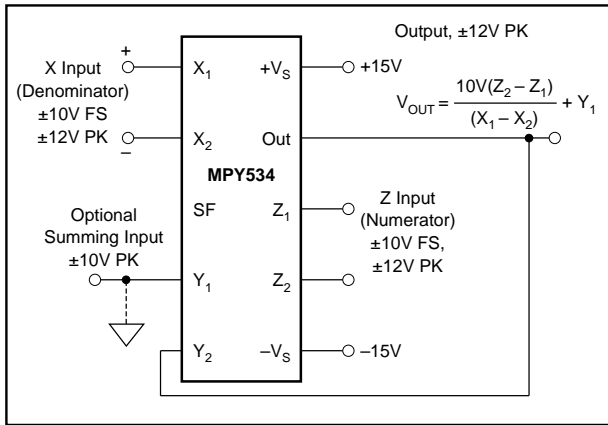 Output, ±12V PK
+
X Input
(Denominator)
±10V FS
±12V PK
–
X1
X2
MPY534
SF
Y1
Y2
+VS
Out
Z1
Z2
–VS
+15V
VOUT = 10V(Z2 – Z1) / (X1 – X2) + Y1
Optional
Summing Input
±10V PK
Z Input
(Numerator)
±10V FS,
±12V PK
–15V